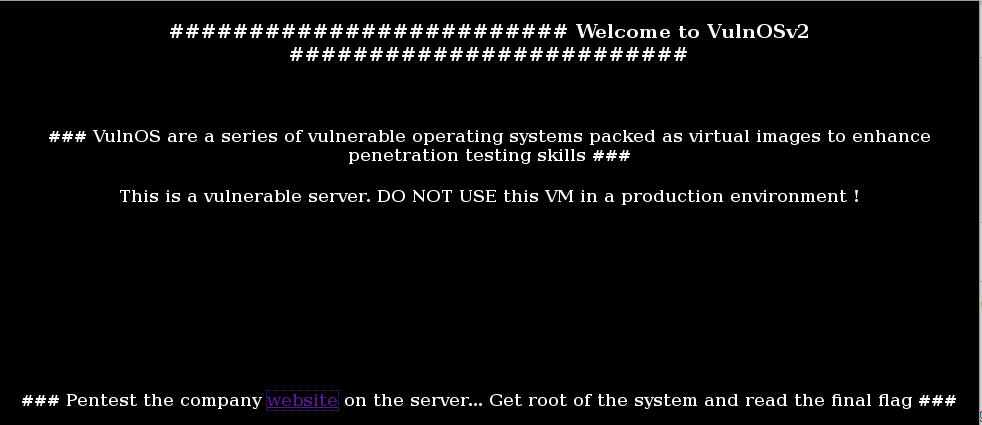 ######################### Welcome to VulnOSv2
#########################
### VulnOS are a series of vulnerable operating systems packed as virtual images to enhance
penetration testing skills ###
This is a vulnerable server. DO NOT USE this VM in a production environment !
### Pentest the company website on the server... Get root of the system and read the final flag ###